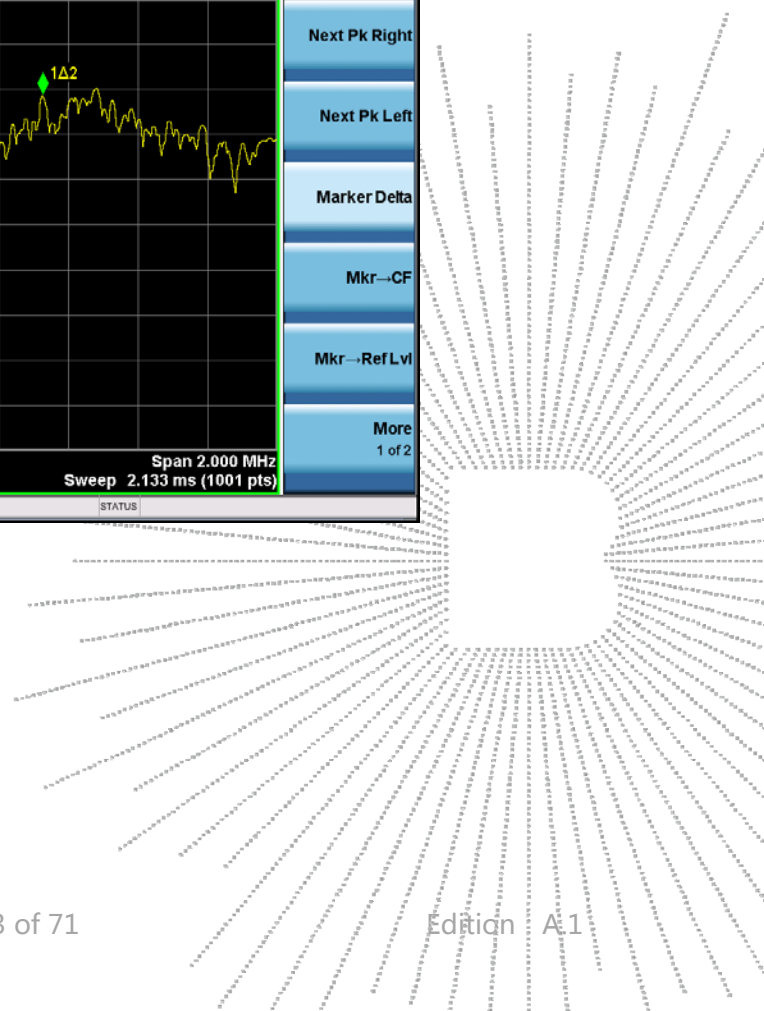 Next Pk Right
1Δ2
Next Pk Left
Marker Delta
Mkr→CF
Mkr→Ref Lvl
More
1 of 2
Span 2.000 MHz
Sweep 2.133 ms (1001 pts)
STATUS
of 71
Edition A.1